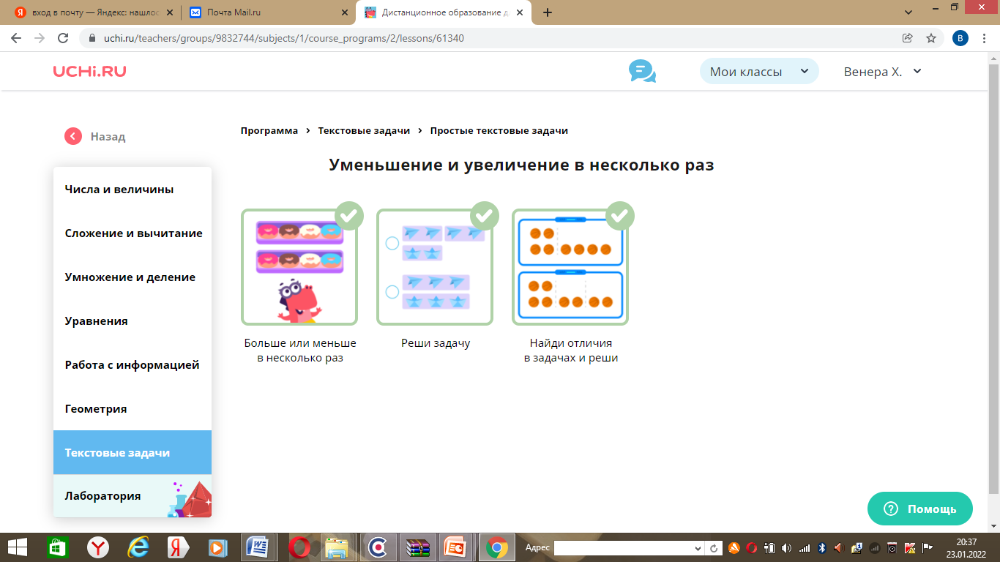 вход в почту — Яндекс: нашлос
Почта Mail.ru
Дистанционное образование д
uchi.ru/teachers/groups/9832744/subjects/1/course_programs/2/lessons/61340
В
UCHi.RU
Мои классы
Венера Х.
Назад
Программа > Текстовые задачи > Простые текстовые задачи
Уменьшение и увеличение в несколько раз
Числа и величины
Сложение и вычитание
Умножение и деление
Уравнения
Работа с информацией
Геометрия
Текстовые задачи
Лаборатория
Больше или меньше
в несколько раз
Реши задачу
Найди отличия
в задачах и реши
Помощь
Адрес
20:37
23.01.2022